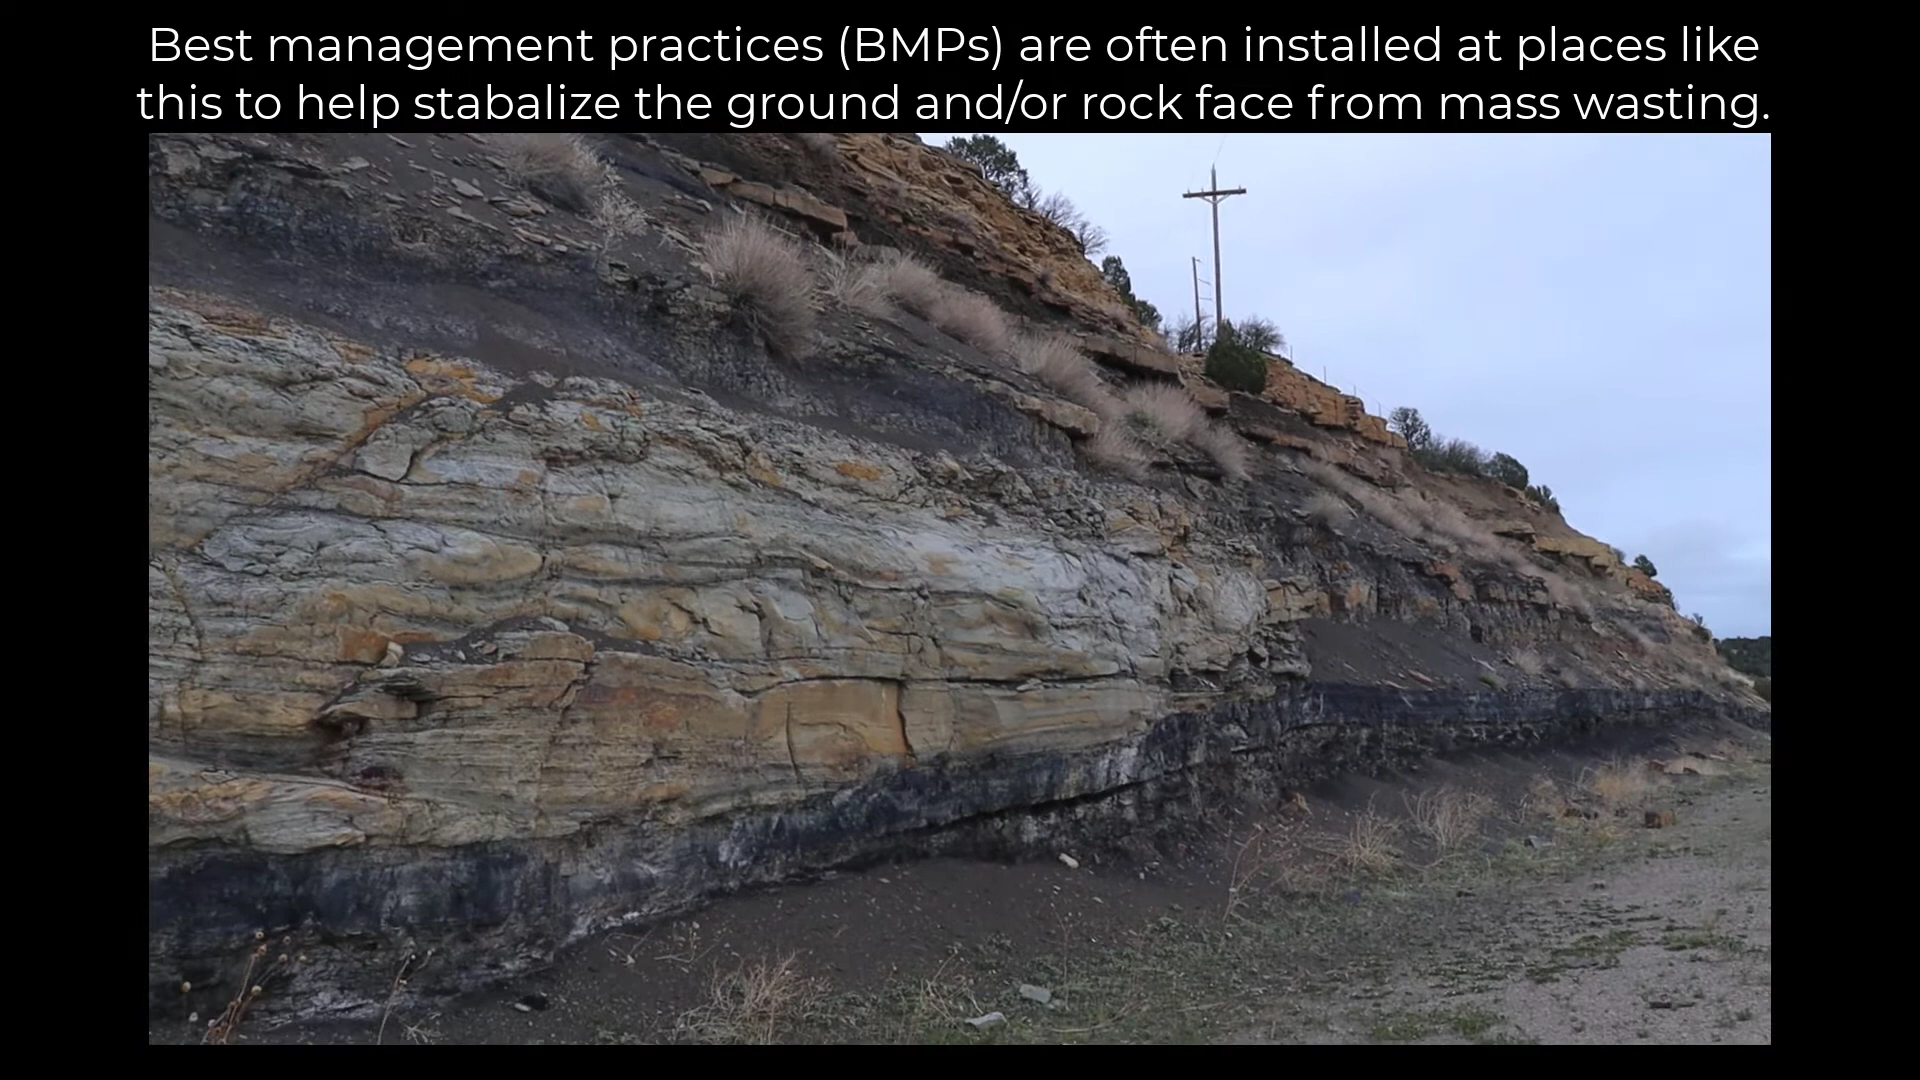 Best management practices (BMPs) are often installed at places like
this to help stabalize the ground and/or rock face from mass wasting.